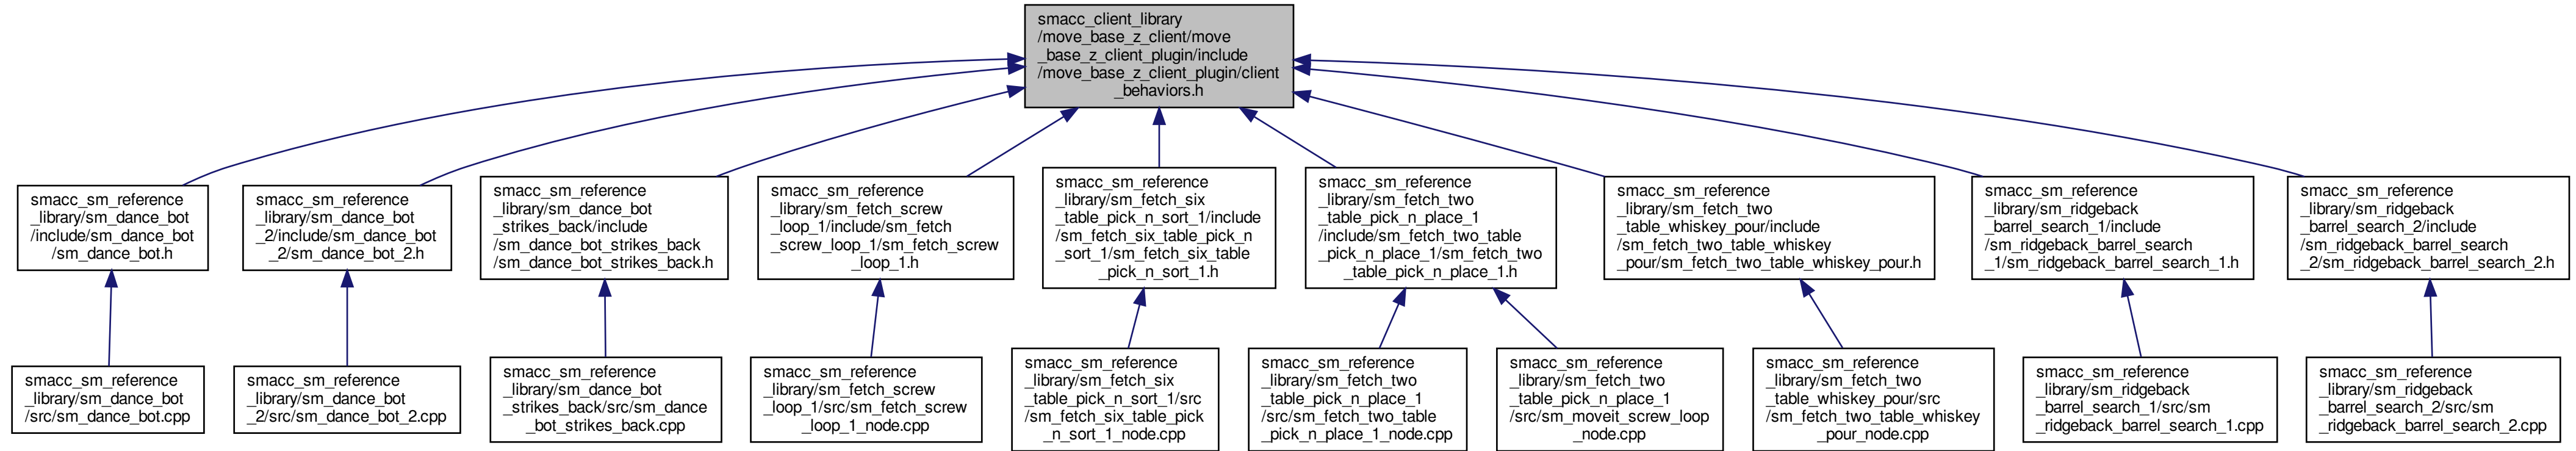 smacc_client_library
/move_base_z_client/move
_base_z_client_plugin/include
/move_base_z_client_plugin/client
_behaviors.h
smacc_sm_reference
_library/sm_dance_bot
/include/sm_dance_bot
/sm_dance_bot.h
smacc_sm_reference
_library/sm_dance_bot
_2/include/sm_dance_bot
_2/sm_dance_bot_2.h
smacc_sm_reference
_library/sm_dance_bot
_strikes_back/include
/sm_dance_bot_strikes_back
/sm_dance_bot_strikes_back.h
smacc_sm_reference
_library/sm_fetch_screw
_loop_1/include/sm_fetch
_screw_loop_1/sm_fetch_screw
_loop_1.h
smacc_sm_reference
_library/sm_fetch_six
_table_pick_n_sort_1/include
/sm_fetch_six_table_pick_n
_sort_1/sm_fetch_six_table
_pick_n_sort_1.h
smacc_sm_reference
_library/sm_fetch_two
_table_pick_n_place_1
/include/sm_fetch_two_table
_pick_n_place_1/sm_fetch_two
_table_pick_n_place_1.h
smacc_sm_reference
_library/sm_fetch_two
_table_whiskey_pour/include
/sm_fetch_two_table_whiskey
_pour/sm_fetch_two_table_whiskey_pour.h
smacc_sm_reference
_library/sm_ridgeback
_barrel_search_1/include
/sm_ridgeback_barrel_search
_1/sm_ridgeback_barrel_search_1.h
smacc_sm_reference
_library/sm_ridgeback
_barrel_search_2/include
/sm_ridgeback_barrel_search
_2/sm_ridgeback_barrel_search_2.h
smacc_sm_reference
_library/sm_dance_bot
/src/sm_dance_bot.cpp
smacc_sm_reference
_library/sm_dance_bot
_2/src/sm_dance_bot_2.cpp
smacc_sm_reference
_library/sm_dance_bot
_strikes_back/src/sm_dance
_bot_strikes_back.cpp
smacc_sm_reference
_library/sm_fetch_screw
_loop_1/src/sm_fetch_screw
_loop_1_node.cpp
smacc_sm_reference
_library/sm_fetch_six
_table_pick_n_sort_1/src
/sm_fetch_six_table_pick
_n_sort_1_node.cpp
smacc_sm_reference
_library/sm_fetch_two
_table_pick_n_place_1
/src/sm_fetch_two_table
_pick_n_place_1_node.cpp
smacc_sm_reference
_library/sm_fetch_two
_table_pick_n_place_1
/src/sm_moveit_screw_loop
_node.cpp
smacc_sm_reference
_library/sm_fetch_two
_table_whiskey_pour/src
/sm_fetch_two_table_whiskey
_pour_node.cpp
smacc_sm_reference
_library/sm_ridgeback
_barrel_search_1/src/sm
_ridgeback_barrel_search_1.cpp
smacc_sm_reference
_library/sm_ridgeback
_barrel_search_2/src/sm
_ridgeback_barrel_search_2.cpp